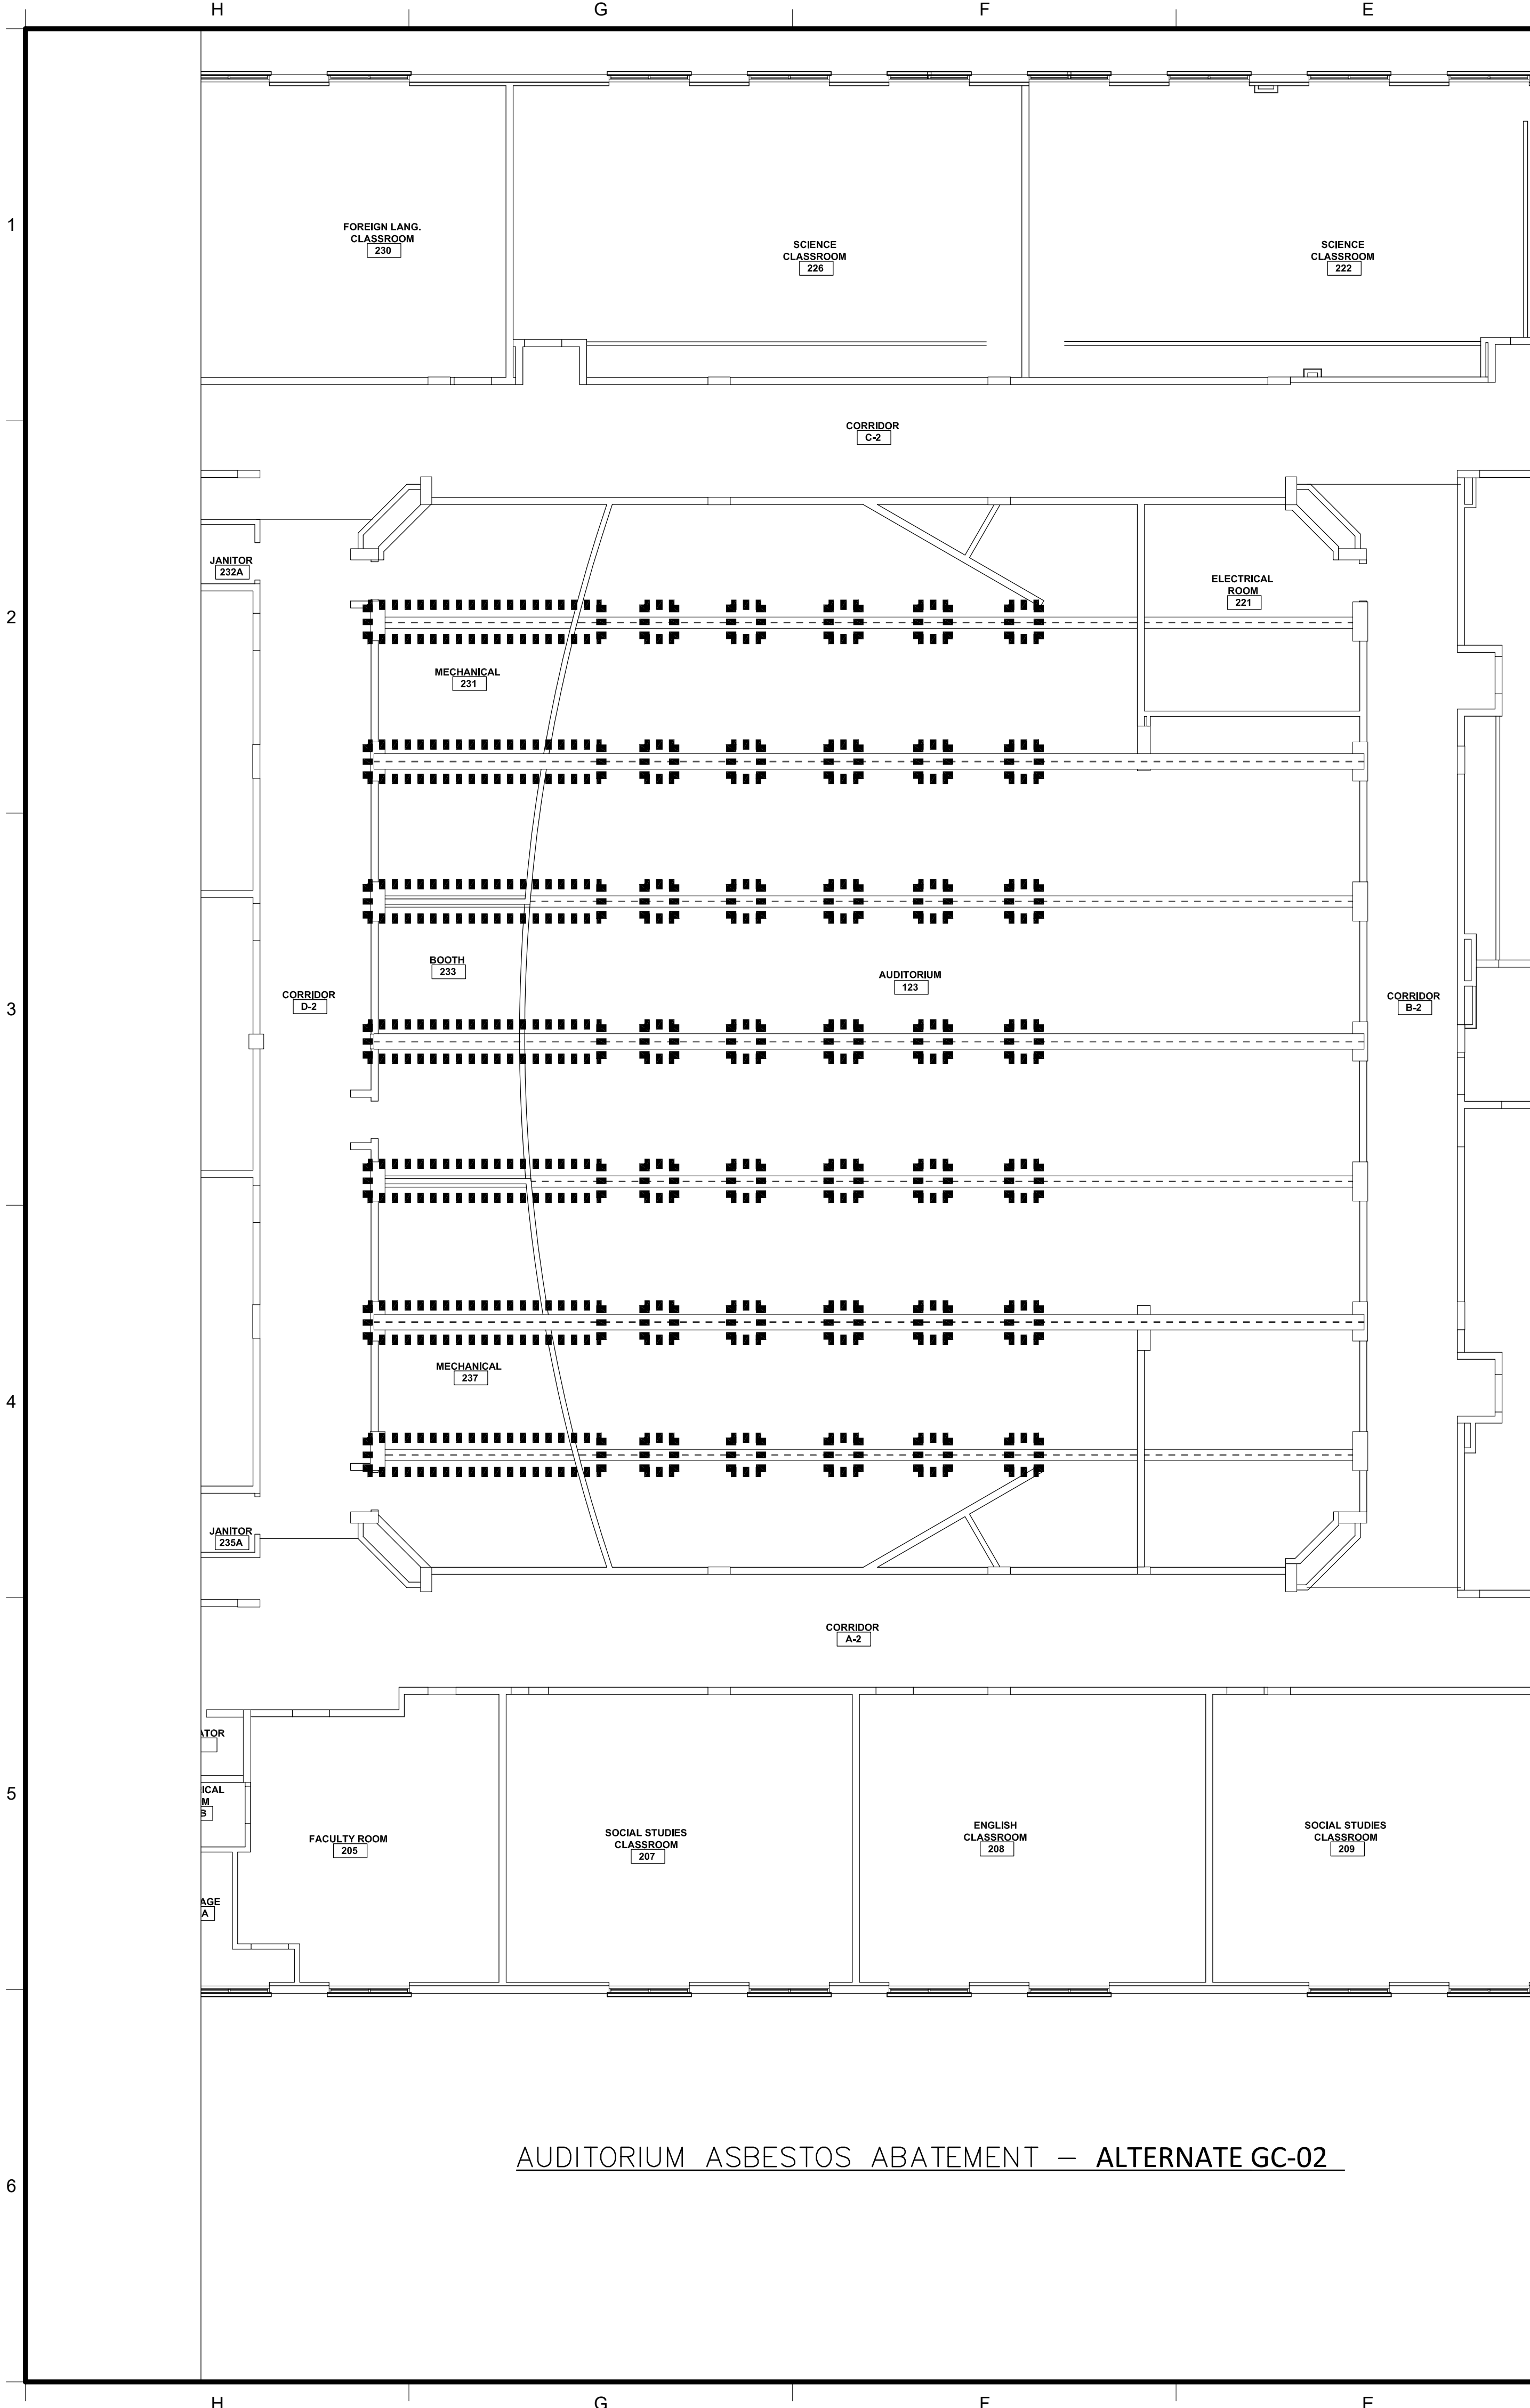 H G F E
1
FOREIGN LANG.
CLASSROOM
230
SCIENCE
CLASSROOM
226
SCIENCE
CLASSROOM
222
CORRIDOR
C-2
JANITOR
232A
ELECTRICAL
ROOM
221
2
MECHANICAL
231
BOOTH
233
AUDITORIUM
123
CORRIDOR
D-2
CORRIDOR
B-2
3
MECHANICAL
237
4
JANITOR
235A
CORRIDOR
A-2
ATOR
ICAL
M
B
5
FACULTY ROOM
205
SOCIAL STUDIES
CLASSROOM
207
ENGLISH
CLASSROOM
208
SOCIAL STUDIES
CLASSROOM
209
AGE
A
AUDITORIUM ASBESTOS ABATEMENT – ALTERNATE GC-02
6
H G F E